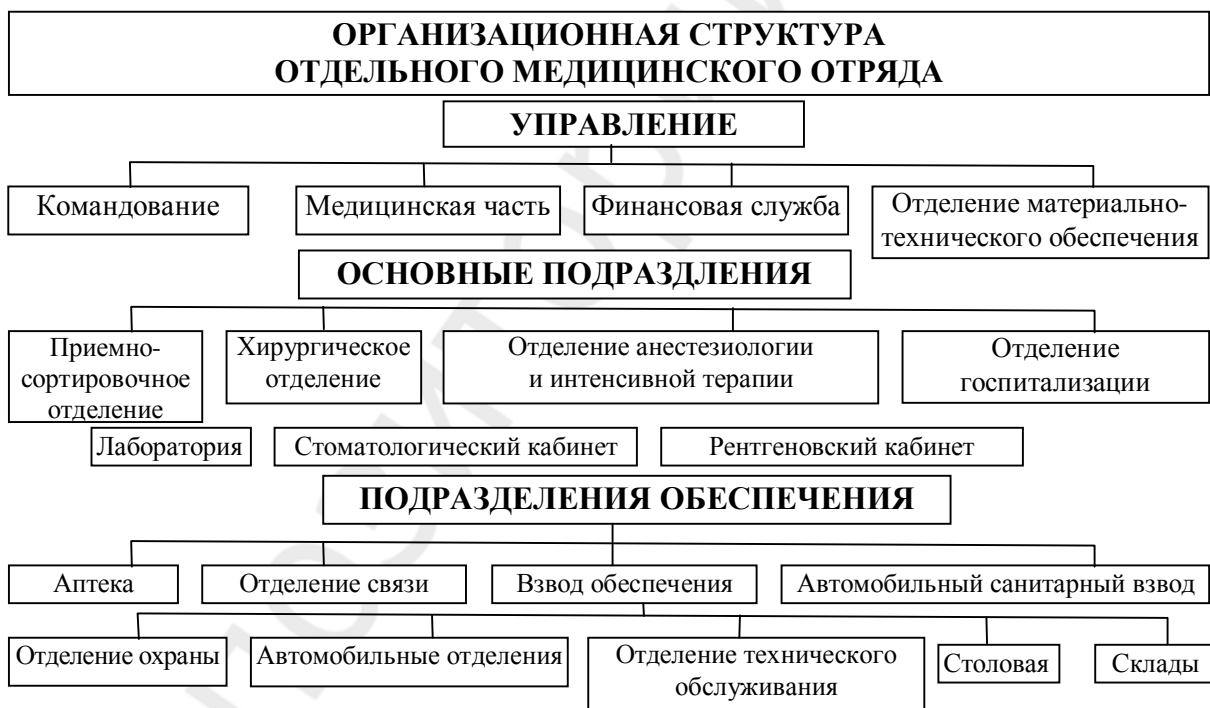 ОРГАНИЗАЦИОННАЯ СТРУКТУРА
ОТДЕЛЬНОГО МЕДИЦИНСКОГО ОТРЯДА
УПРАВЛЕНИЕ
Командование
Медицинская часть
Финансовая служба
Отделение материально-
технического обеспечения
ОСНОВНЫЕ ПОДРАЗДЛЕНИЯ
Приемно-
сортировочное
отделение
Хирургическое
отделение
Отделение анестезиологии
и интенсивной терапии
Отделение
госпитализации
Лаборатория
Стоматологический кабинет
Рентгеновский кабинет
ПОДРАЗДЕЛЕНИЯ ОБЕСПЕЧЕНИЯ
Аптека
Отделение связи
Взвод обеспечения
Автомобильный санитарный взвод
Отделение охраны
Автомобильные отделения
Отделение технического
обслуживания
Столовая
Склады